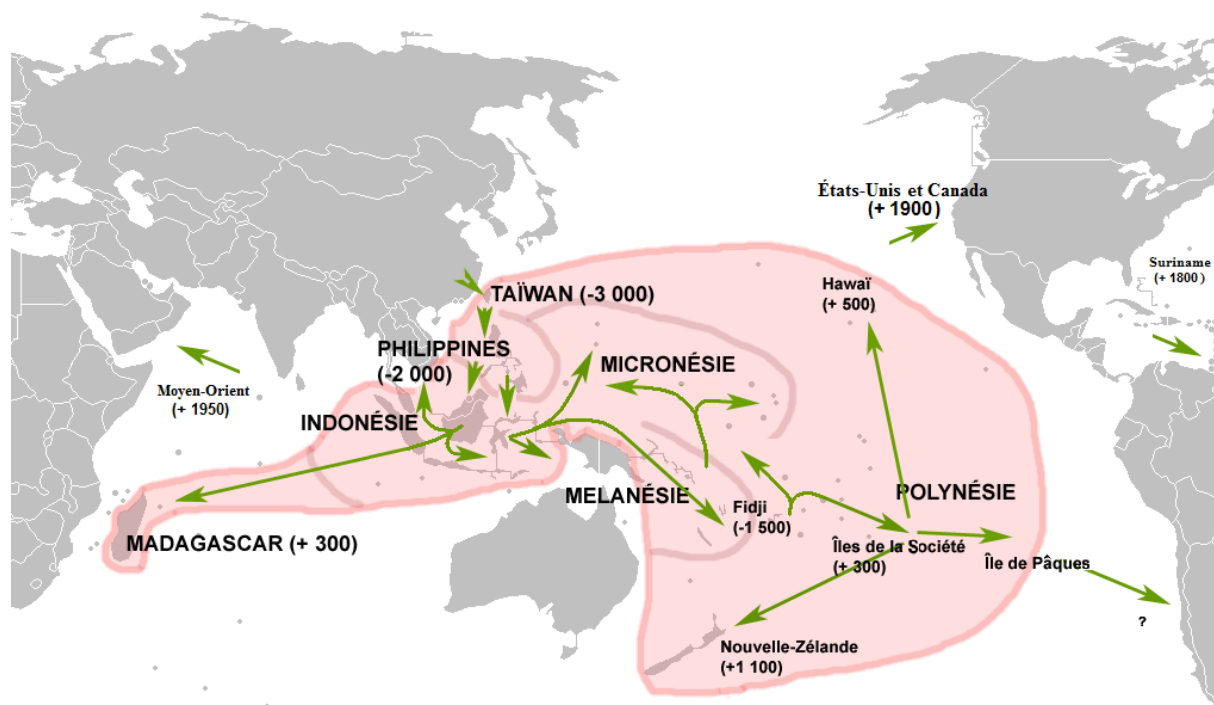 États-Unis et Canada
(+ 1900 )
Suriname
(+ 1800 )
Hawaï
(+ 500)
TAÏWAN (-3 000)
PHILIPPINES
(-2 000)
MICRONÉSIE
Moyen-Orient
(+ 1950)
INDONÉSIE
MELANÉSIE
POLYNÉSIE
Fidji
(-1 500)
MADAGASCAR (+ 300)
Îles de la Société
(+ 300)
Île de Pâques
?
Nouvelle-Zélande
(+1 100)